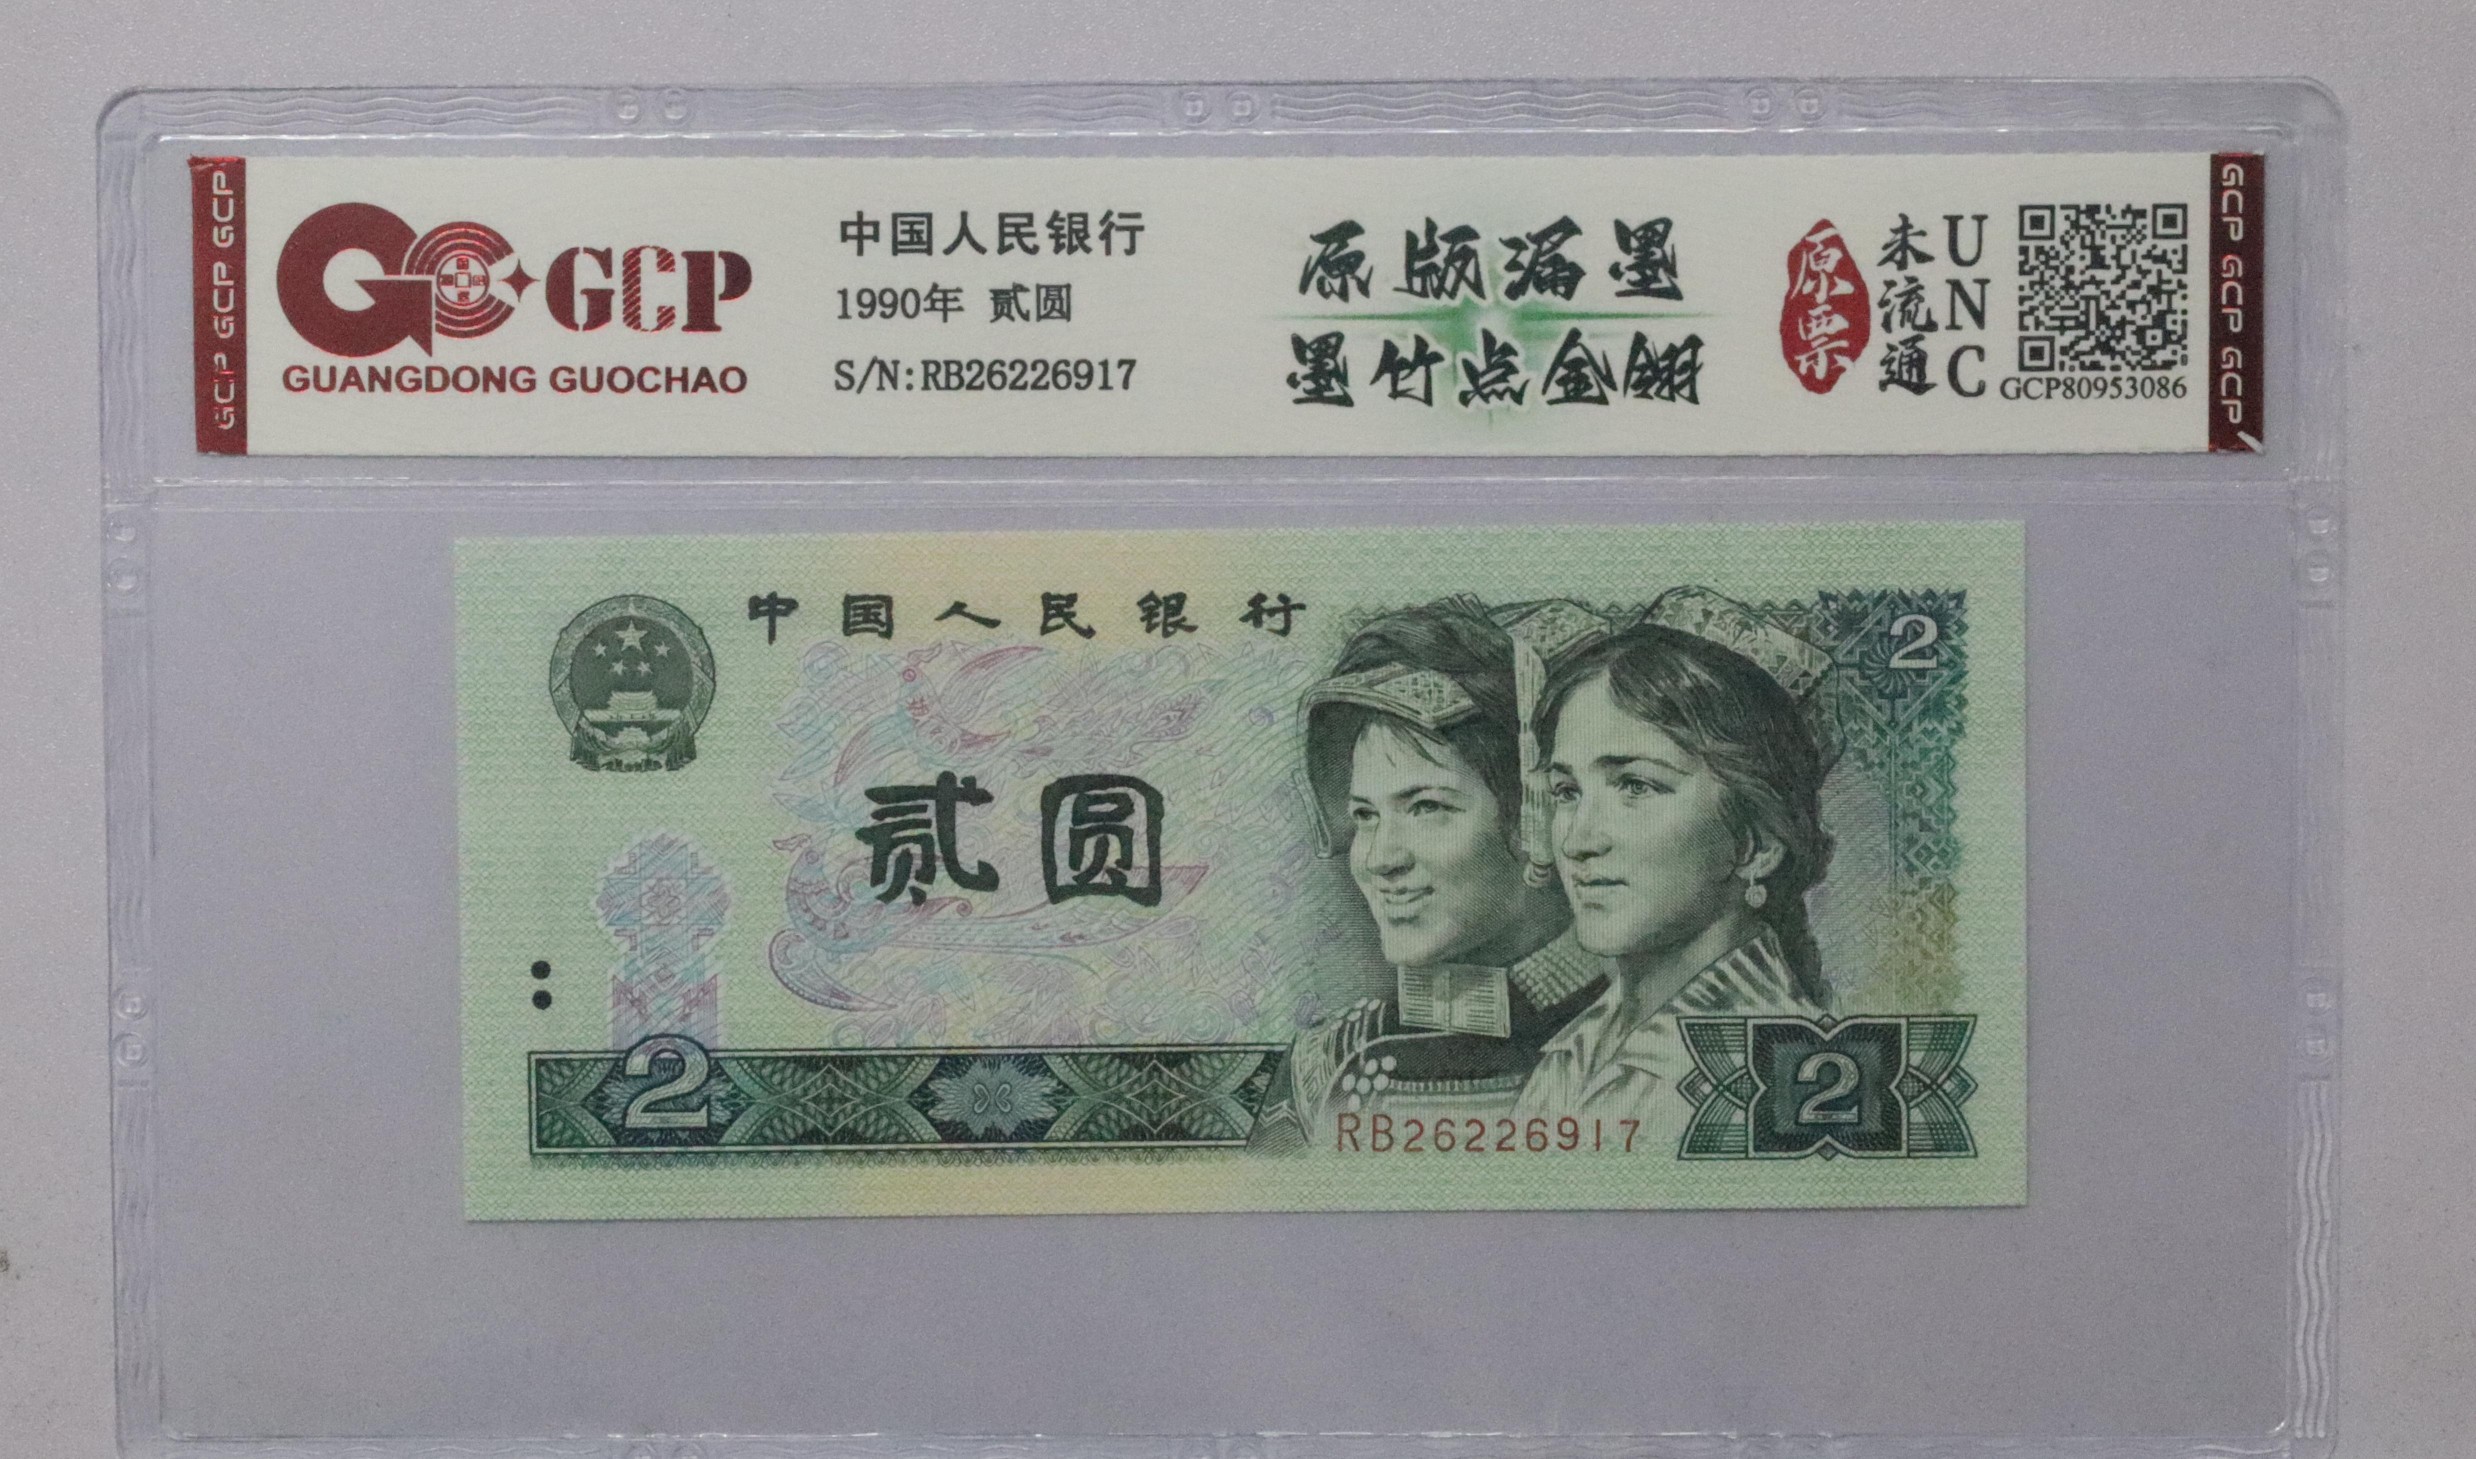 GCP GCP GCP
GCP
GUANGDONG GUOCHAO
中国人民银行
1990年 贰圆
S/N:RB26226917
原版漏墨
墨竹点金翎
原票
未流通
UNC
GCP80953086
GCP GCP GCP
中国人民银行
2
贰圆
2
2
RB26226917